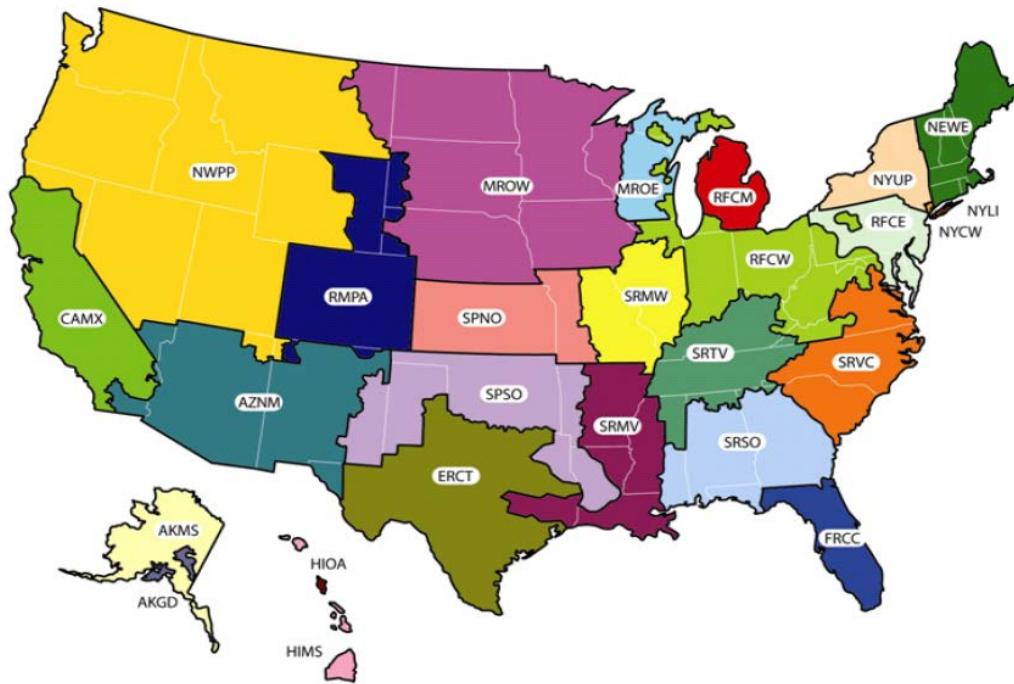 NEWE
NWPP
NYUP
MROW
MROE
RFCM
NYLI
RFCE
NYCW
RFCW
RMPA
SRMW
CAMX
SPNO
SRTV
SRVC
AZNM
SPSO
SRMV
SRSO
ERCT
AKMS
FRCC
HIOA
AKGD
HIMS